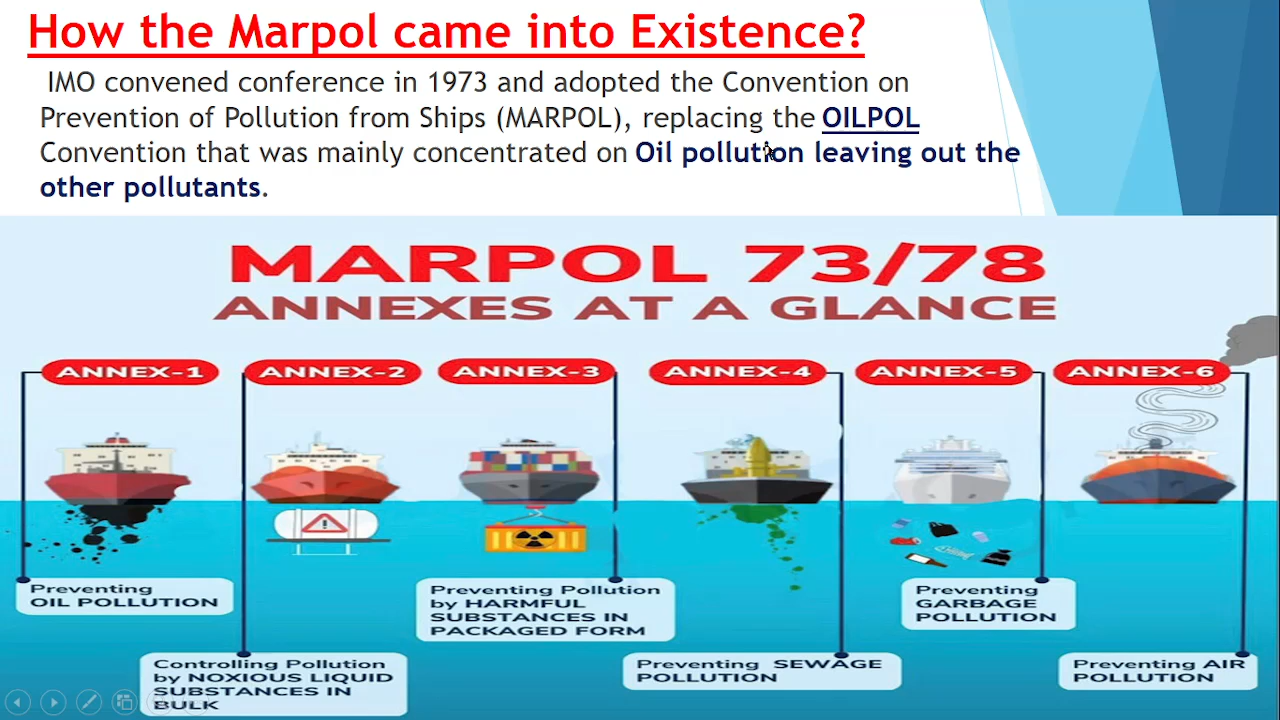 How the Marpol came into Existence?
IMO convened conference in 1973 and adopted the Convention on
Prevention of Pollution from Ships (MARPOL), replacing the OILPOL
Convention that was mainly concentrated on Oil pollution leaving out the
other pollutants.
MARPOL 73/78
ANNEXES AT A GLANCE
ANNEX-1
ANNEX-2
ANNEX-3
ANNEX-4
ANNEX-5
ANNEX-6
Preventing
OIL POLLUTION
Controlling Pollution
by NOXIOUS LIQUID
SUBSTANCES IN
BULK
Preventing Pollution
by HARMFUL
SUBSTANCES IN
PACKAGED FORM
Preventing SEWAGE
POLLUTION
Preventing
GARBAGE
POLLUTION
Preventing AIR
POLLUTION